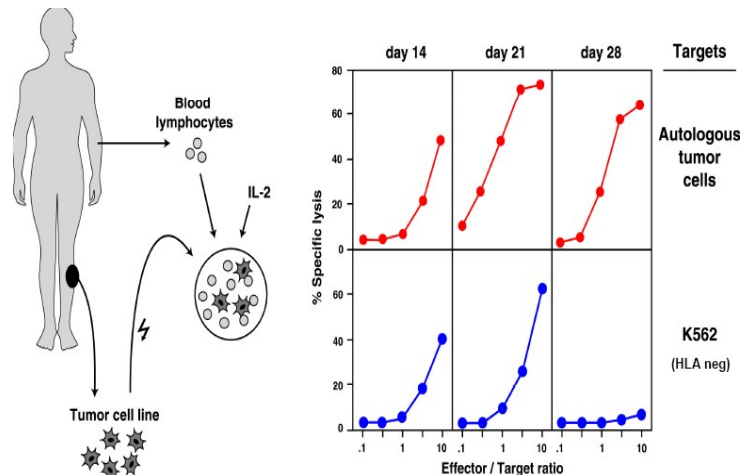 Blood
lymphocytes
IL-2
Tumor cell line
day 14 day 21 day 28 Targets
% Specific lysis
80
60
40
20
0
Autologous
tumor
cells
60
40
20
0
K562
(HLA neg)
.1 1 10 .1 1 10 .1 1 10
Effector / Target ratio